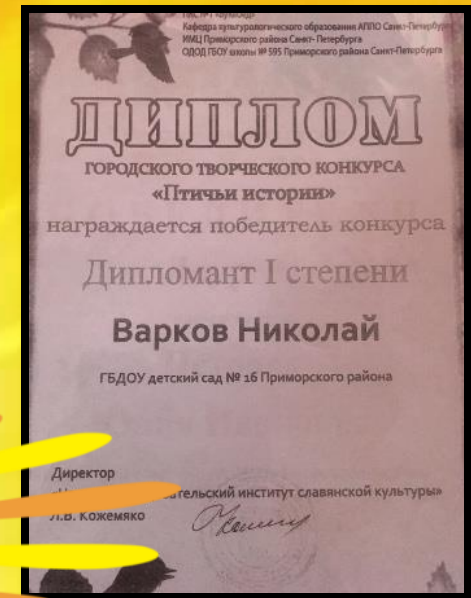 Кафедра культурологического образования АППО Санкт-Петербурга
ИМЦ Приморского района Санкт- Петербурга
ОДОД ГБОУ школы № 595 Приморского района Санкт-Петербурга
ДИПЛОМ
ГОРОДСКОГО ТВОРЧЕСКОГО КОНКУРСА
«Птичьи истории»
награждается победитель конкурса
Дипломант I степени
Варков Николай
ГБДОУ детский сад № 16 Приморского района
Директор
институт славянской культуры»
Л.В. Кожемяко